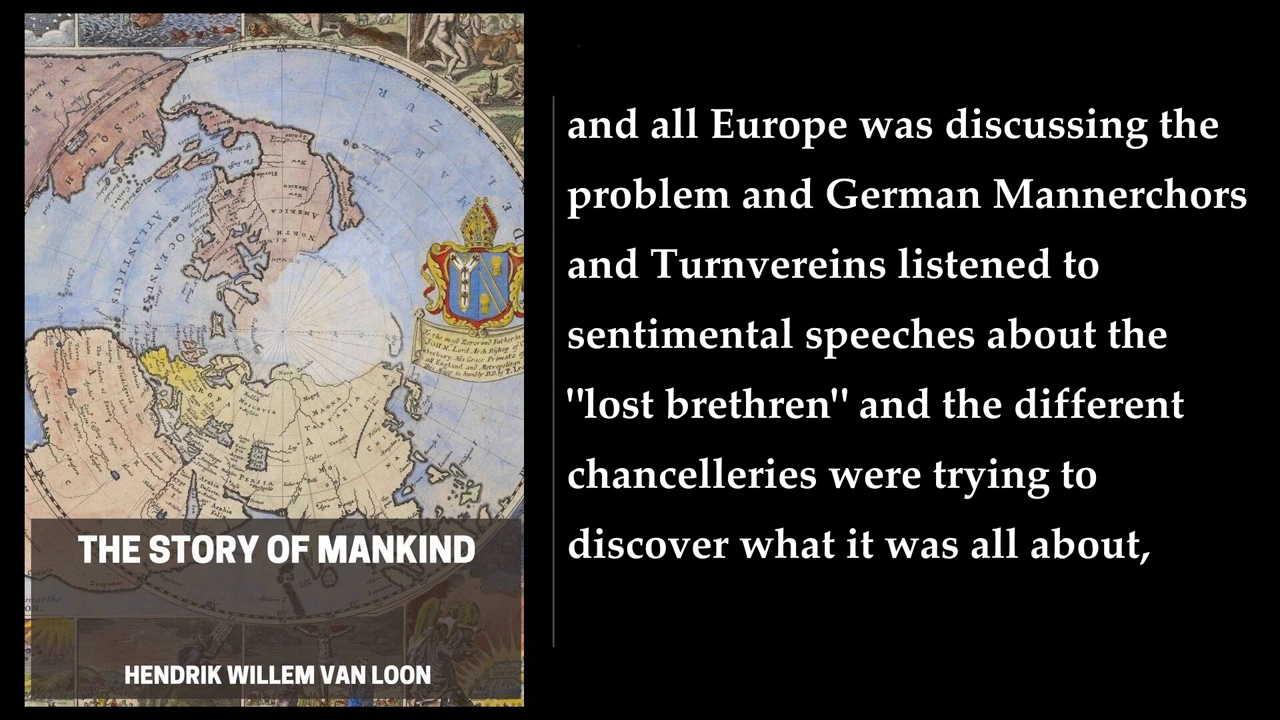 THE STORY OF MANKIND
HENDRIK WILLEM VAN LOON
and all Europe was discussing the
problem and German Mannerchors
and Turnvereins listened to
sentimental speeches about the
"lost brethren" and the different
chancelleries were trying to
discover what it was all about,